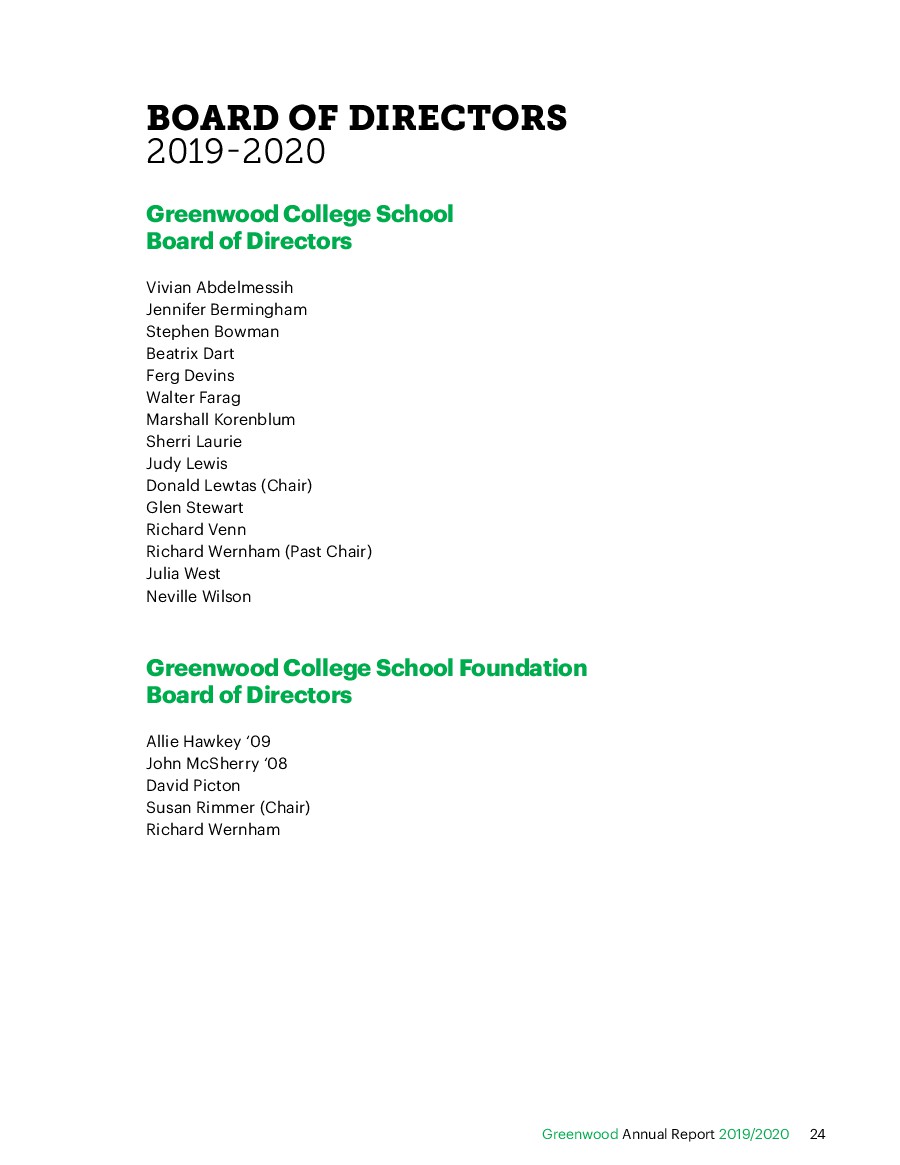 BOARD OF DIRECTORS
2019-2020
Greenwood College School
Board of Directors
Vivian Abdelmessih
Jennifer Bermingham
Stephen Bowman
Beatrix Dart
Ferg Devins
Walter Farag
Marshall Korenblum
Sherri Laurie
Judy Lewis
Donald Lewtas (Chair)
Glen Stewart
Richard Venn
Richard Wernham (Past Chair)
Julia West
Neville Wilson
Greenwood College School Foundation
Board of Directors
Allie Hawkey ‘09
John McSherry ‘08
David Picton
Susan Rimmer (Chair)
Richard Wernham
Greenwood Annual Report 2019/2020 24